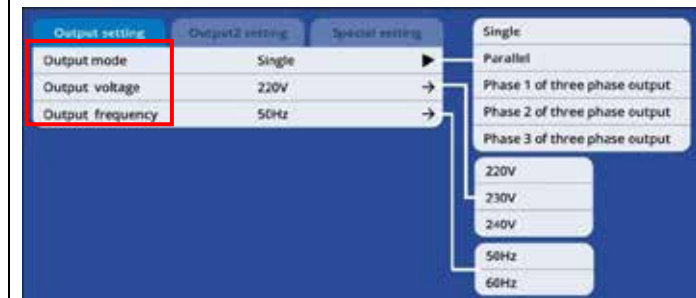 Output setting
Output2 setting
Special setting
Output mode
Single
Output voltage
220V
Output frequency
50Hz
Single
Parallel
Phase 1 of three phase output
Phase 2 of three phase output
Phase 3 of three phase output
220V
230V
240V
50Hz
60Hz